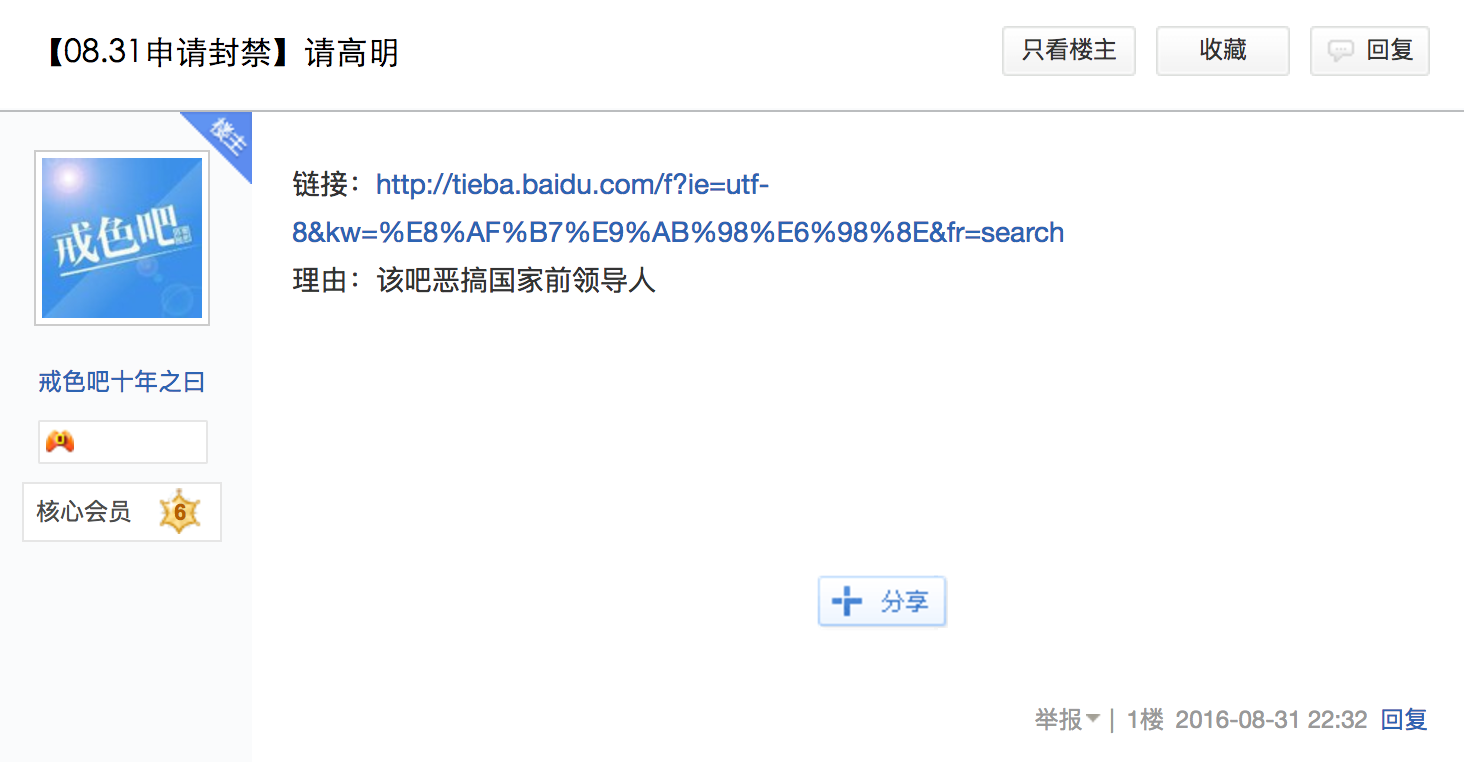 【08.31申请封禁】请高明
只看楼主
收藏
回复
楼主
戒色吧
链接：http://tieba.baidu.com/f?ie=utf-
8&kw=%E8%AF%B7%E9%AB%98%E6%98%8E&fr=search
理由：该吧恶搞国家前领导人
戒色吧十年之曰
核心会员 6
分享
举报 | 1楼 2016-08-31 22:32 回复